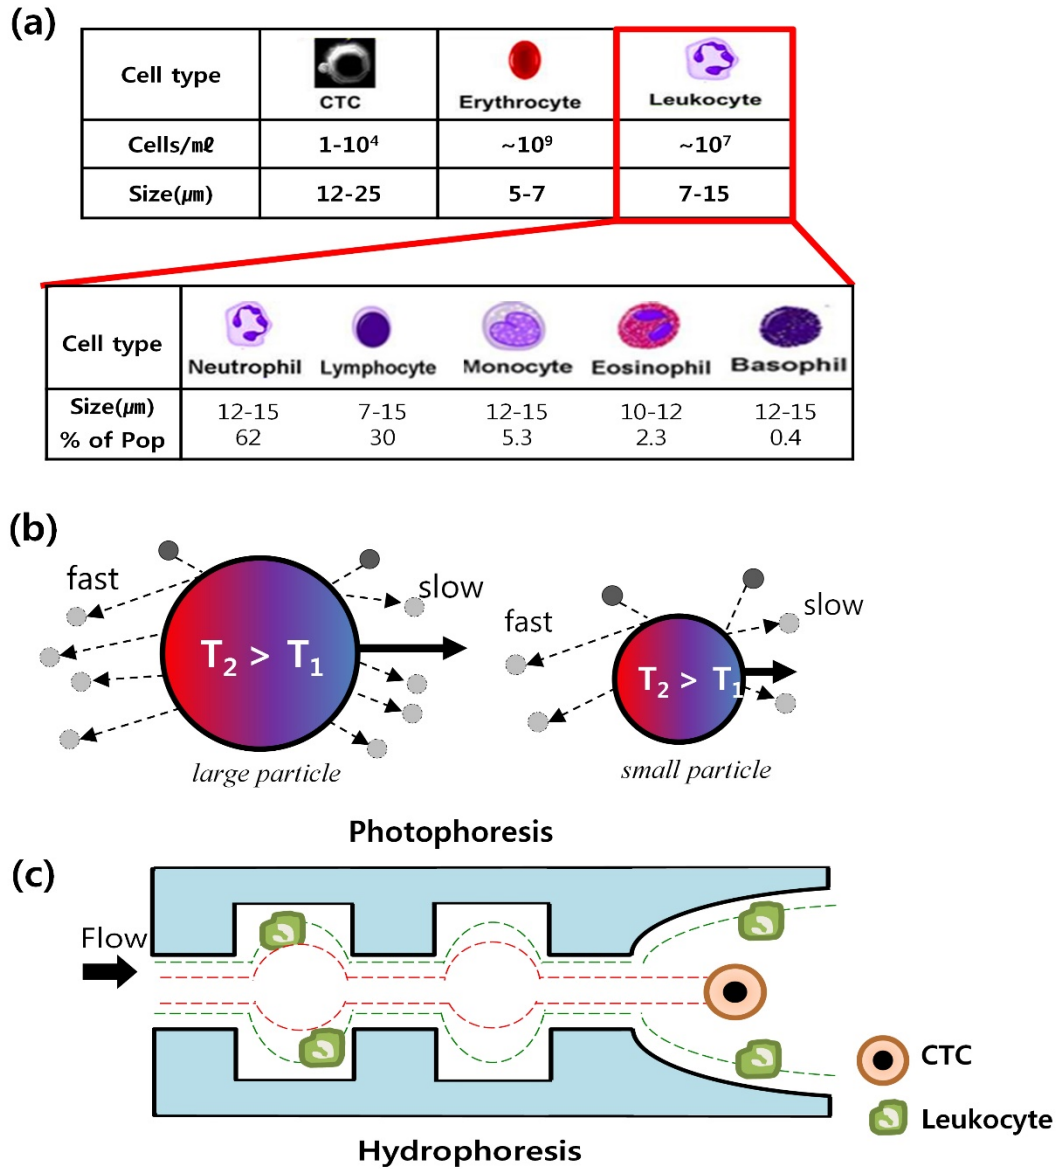 (a)
Cell type CTC Erythrocyte Leukocyte
Cells/㎖ 1-10⁴ ~10⁹ ~10⁷
Size(㎛) 12-25 5-7 7-15
Cell type Neutrophil Lymphocyte Monocyte Eosinophil Basophil
Size(㎛) 12-15 7-15 12-15 10-12 12-15
% of Pop 62 30 5.3 2.3 0.4
(b)
fast slow fast slow
T₂ > T₁ T₂ > T₁
large particle small particle
Photophoresis
(c)
Flow
CTC
Leukocyte
Hydrophoresis